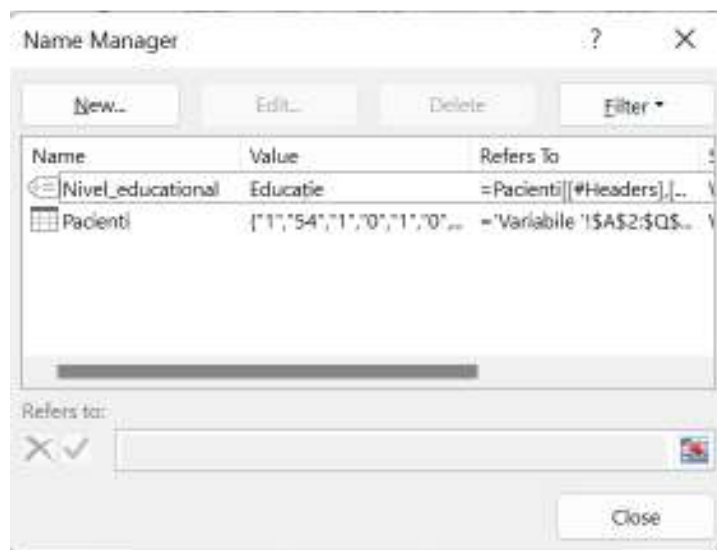 Name Manager ? X
New... Edit... Delete Filter
Name Value Refers To
Nivel_educational Educație =Pacienti[[#Headers],[...
Pacienti {"1","54","1","0","1","0",... ='Variabile '!$A$2:$Q$...
Refers to:
Close